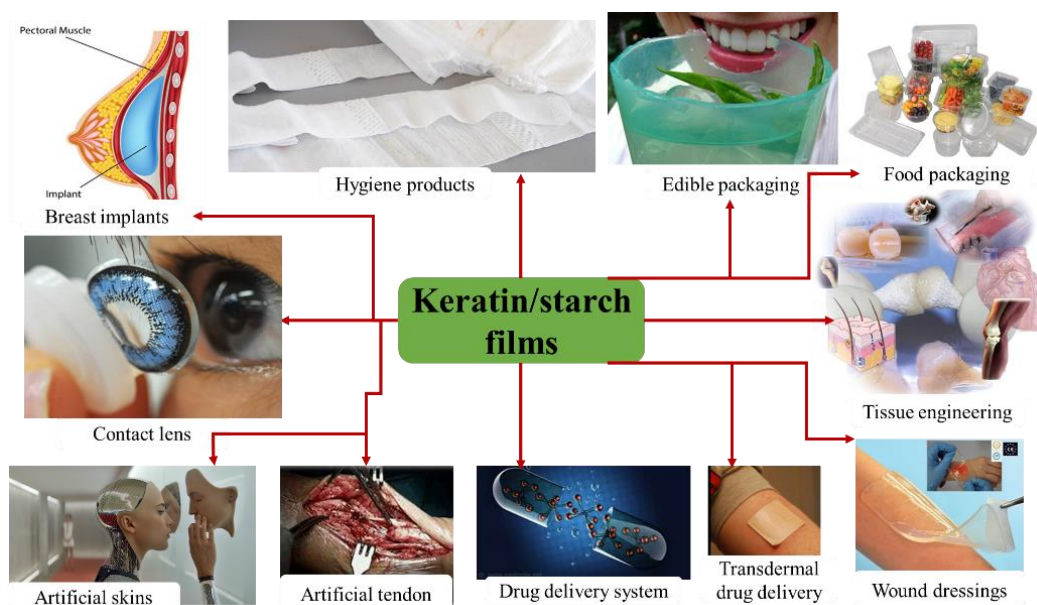 Pectoral Muscle
Implant
Breast implants
Hygiene products
Edible packaging
Food packaging
Keratin/starch
films
Contact lens
Tissue engineering
Artificial skins
Artificial tendon
Drug delivery system
Transdermal
drug delivery
Wound dressings